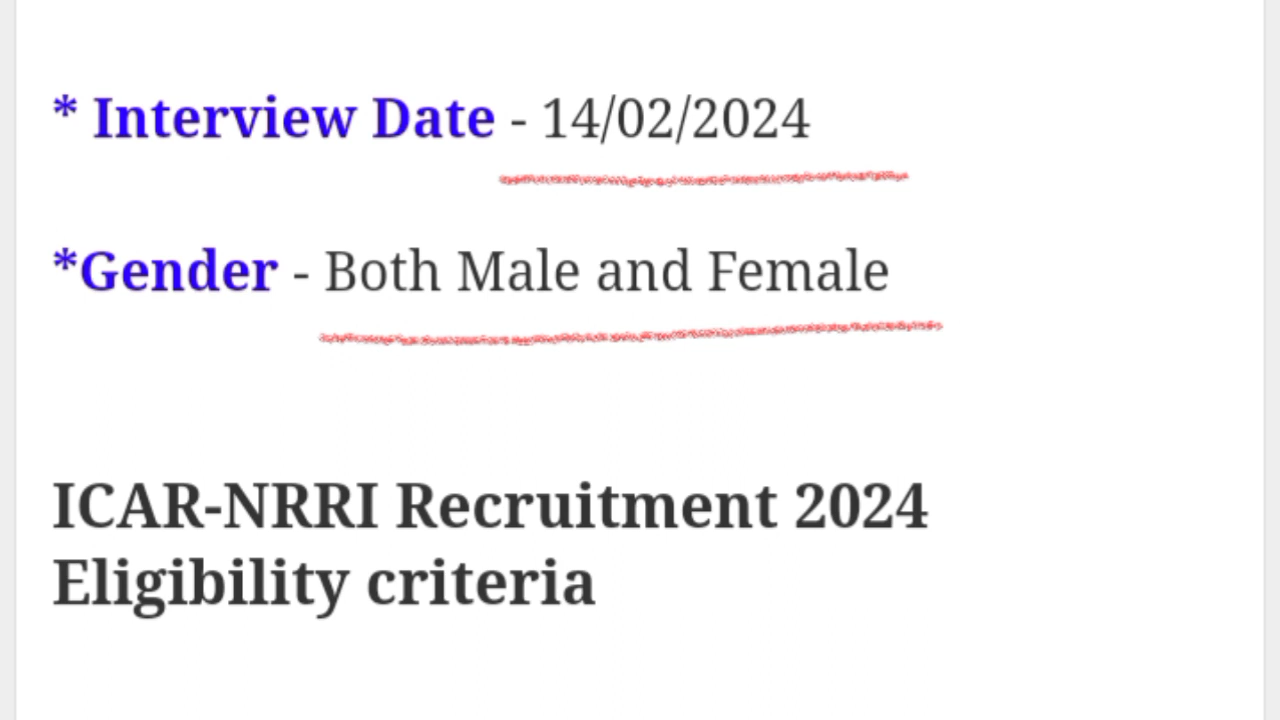 * Interview Date - 14/02/2024
*Gender - Both Male and Female
ICAR-NRRI Recruitment 2024
Eligibility criteria